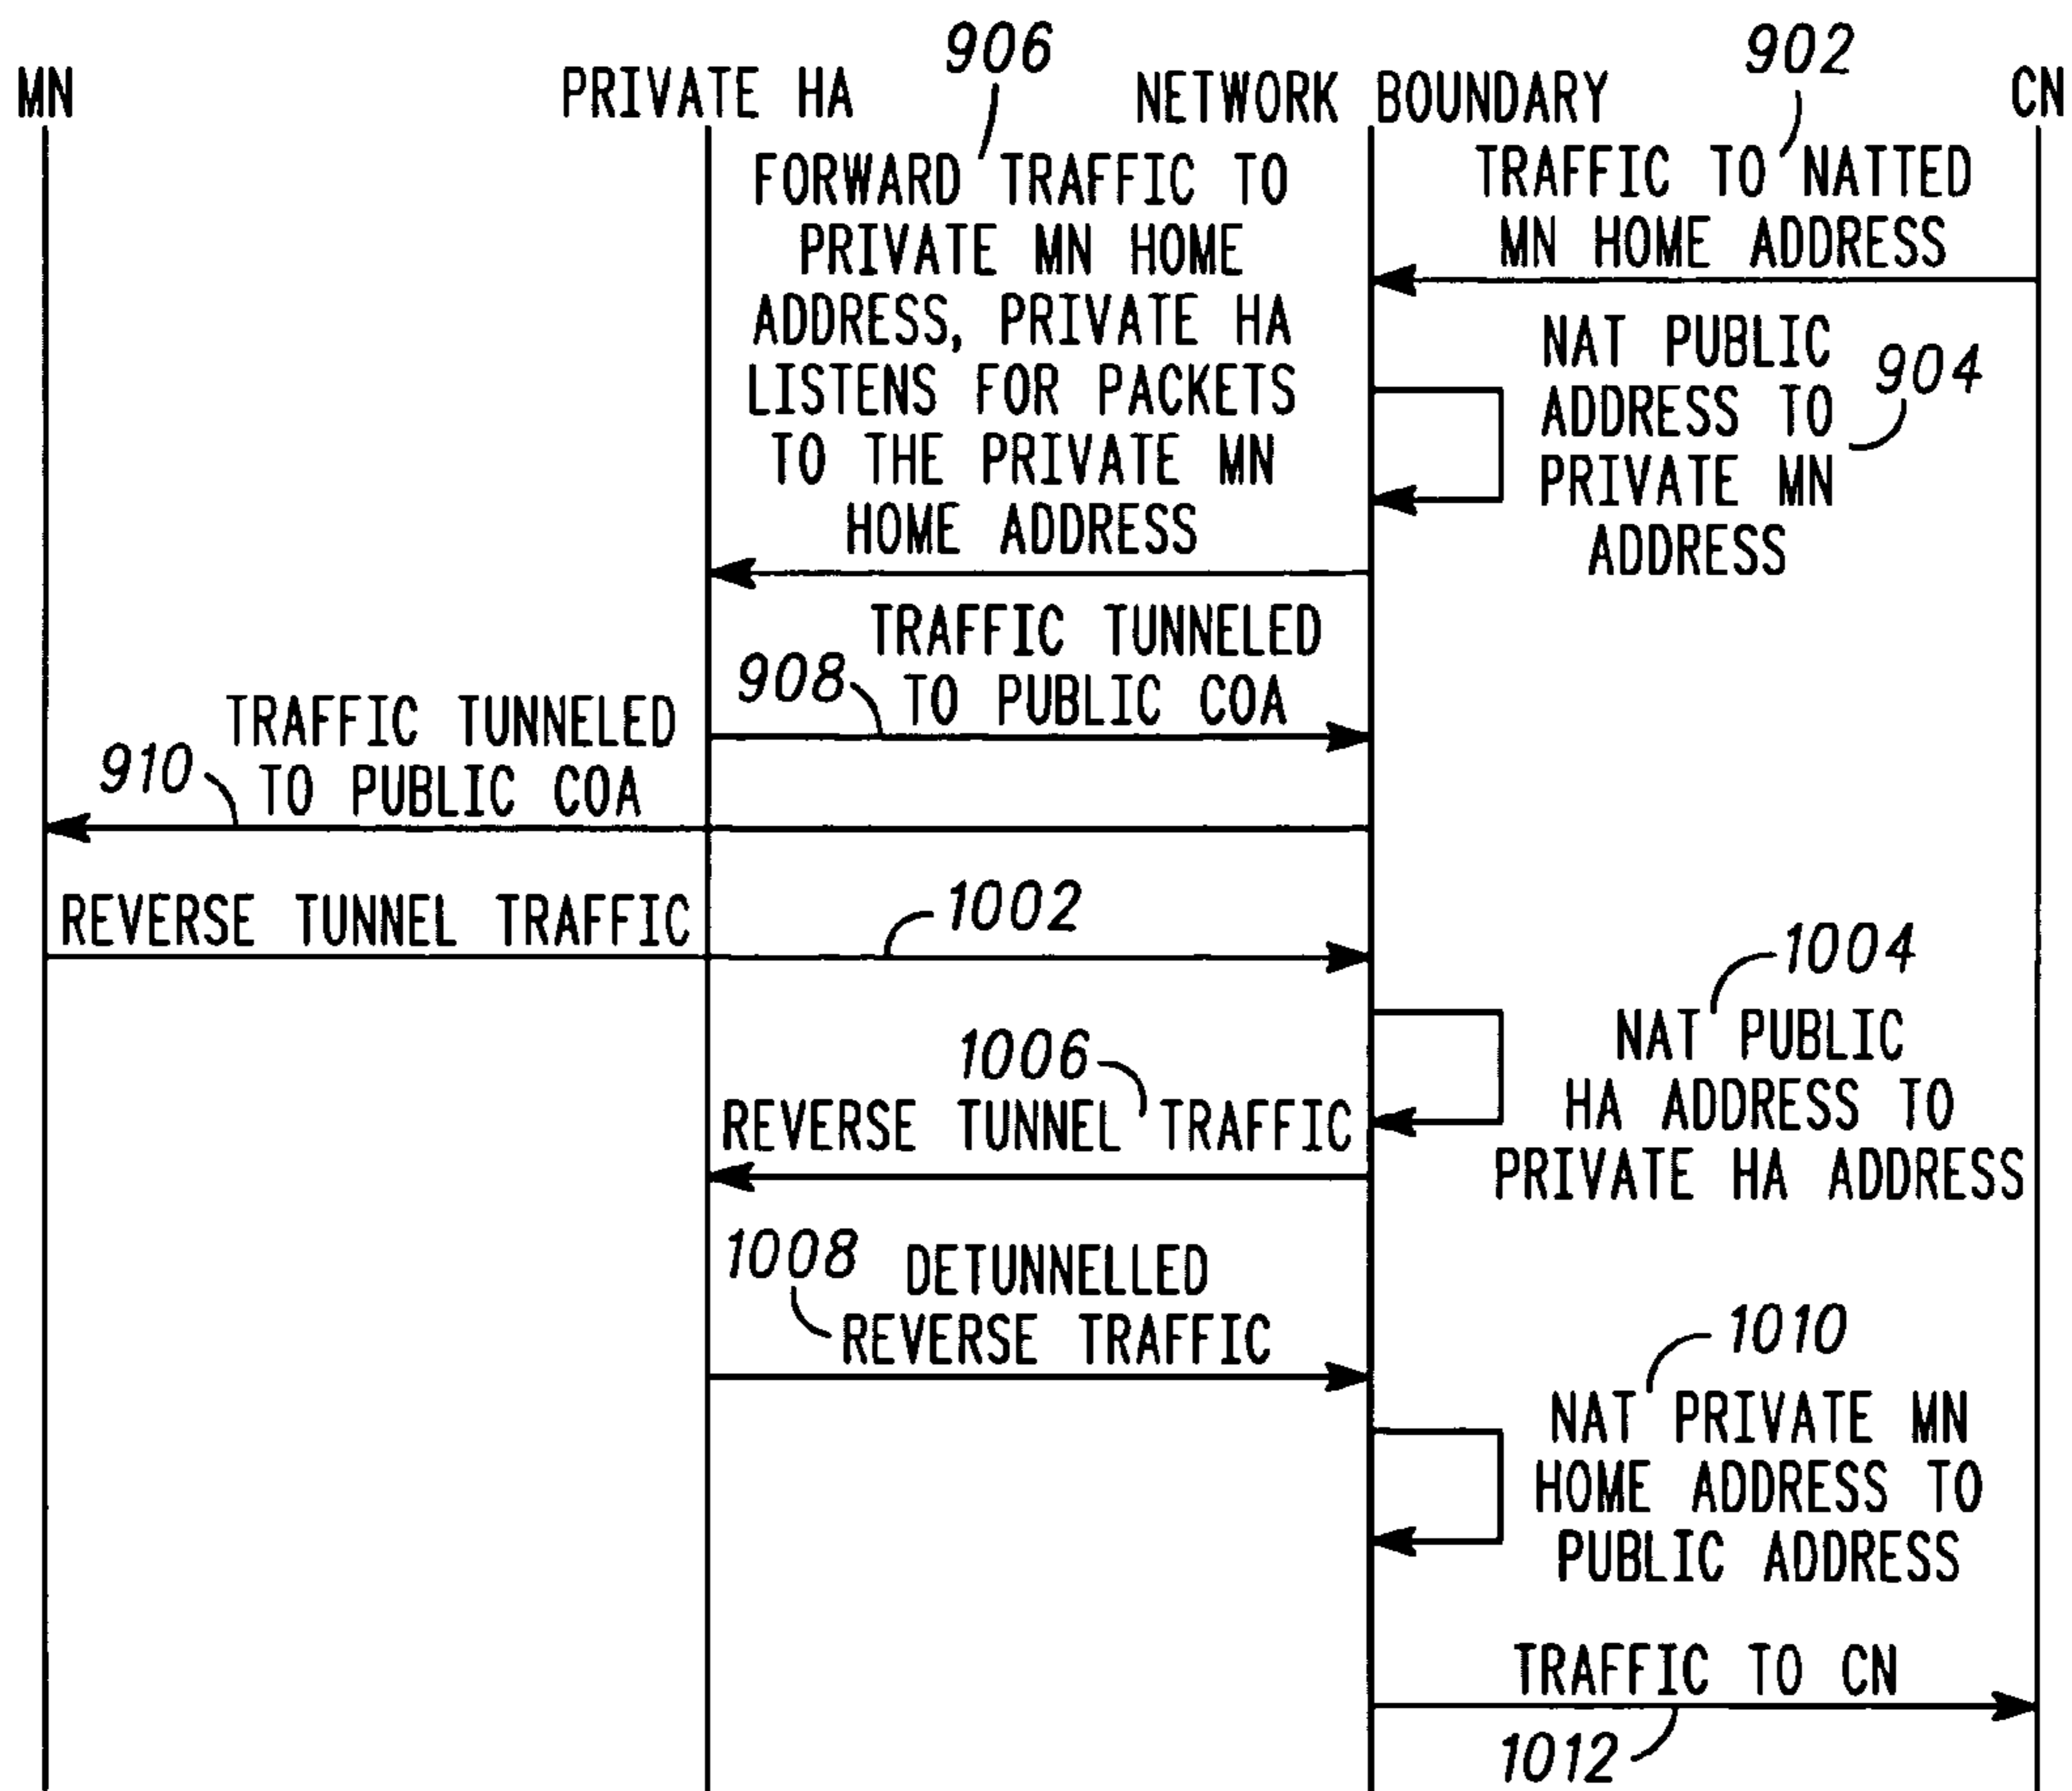 906
902
MN
PRIVATE HA
NETWORK BOUNDARY
CN
FORWARD TRAFFIC TO
PRIVATE MN HOME
ADDRESS, PRIVATE HA
LISTENS FOR PACKETS
TO THE PRIVATE MN
HOME ADDRESS
TRAFFIC TO NATTED
MN HOME ADDRESS
NAT PUBLIC
ADDRESS TO
PRIVATE MN
ADDRESS
904
TRAFFIC TUNNELED
TO PUBLIC COA
908
TRAFFIC TUNNELED
TO PUBLIC COA
910
REVERSE TUNNEL TRAFFIC
1002
1004
NAT PUBLIC
HA ADDRESS TO
PRIVATE HA ADDRESS
1006
REVERSE TUNNEL TRAFFIC
1008
DETUNNELLED
REVERSE TRAFFIC
1010
NAT PRIVATE MN
HOME ADDRESS TO
PUBLIC ADDRESS
TRAFFIC TO CN
1012